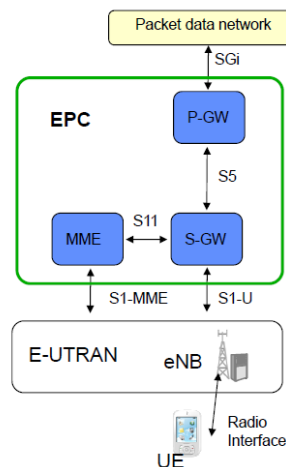 Packet data network
SGi
EPC
P-GW
S5
S11
MME
S-GW
S1-MME
S1-U
E-UTRAN
eNB
Radio
Interface
UE